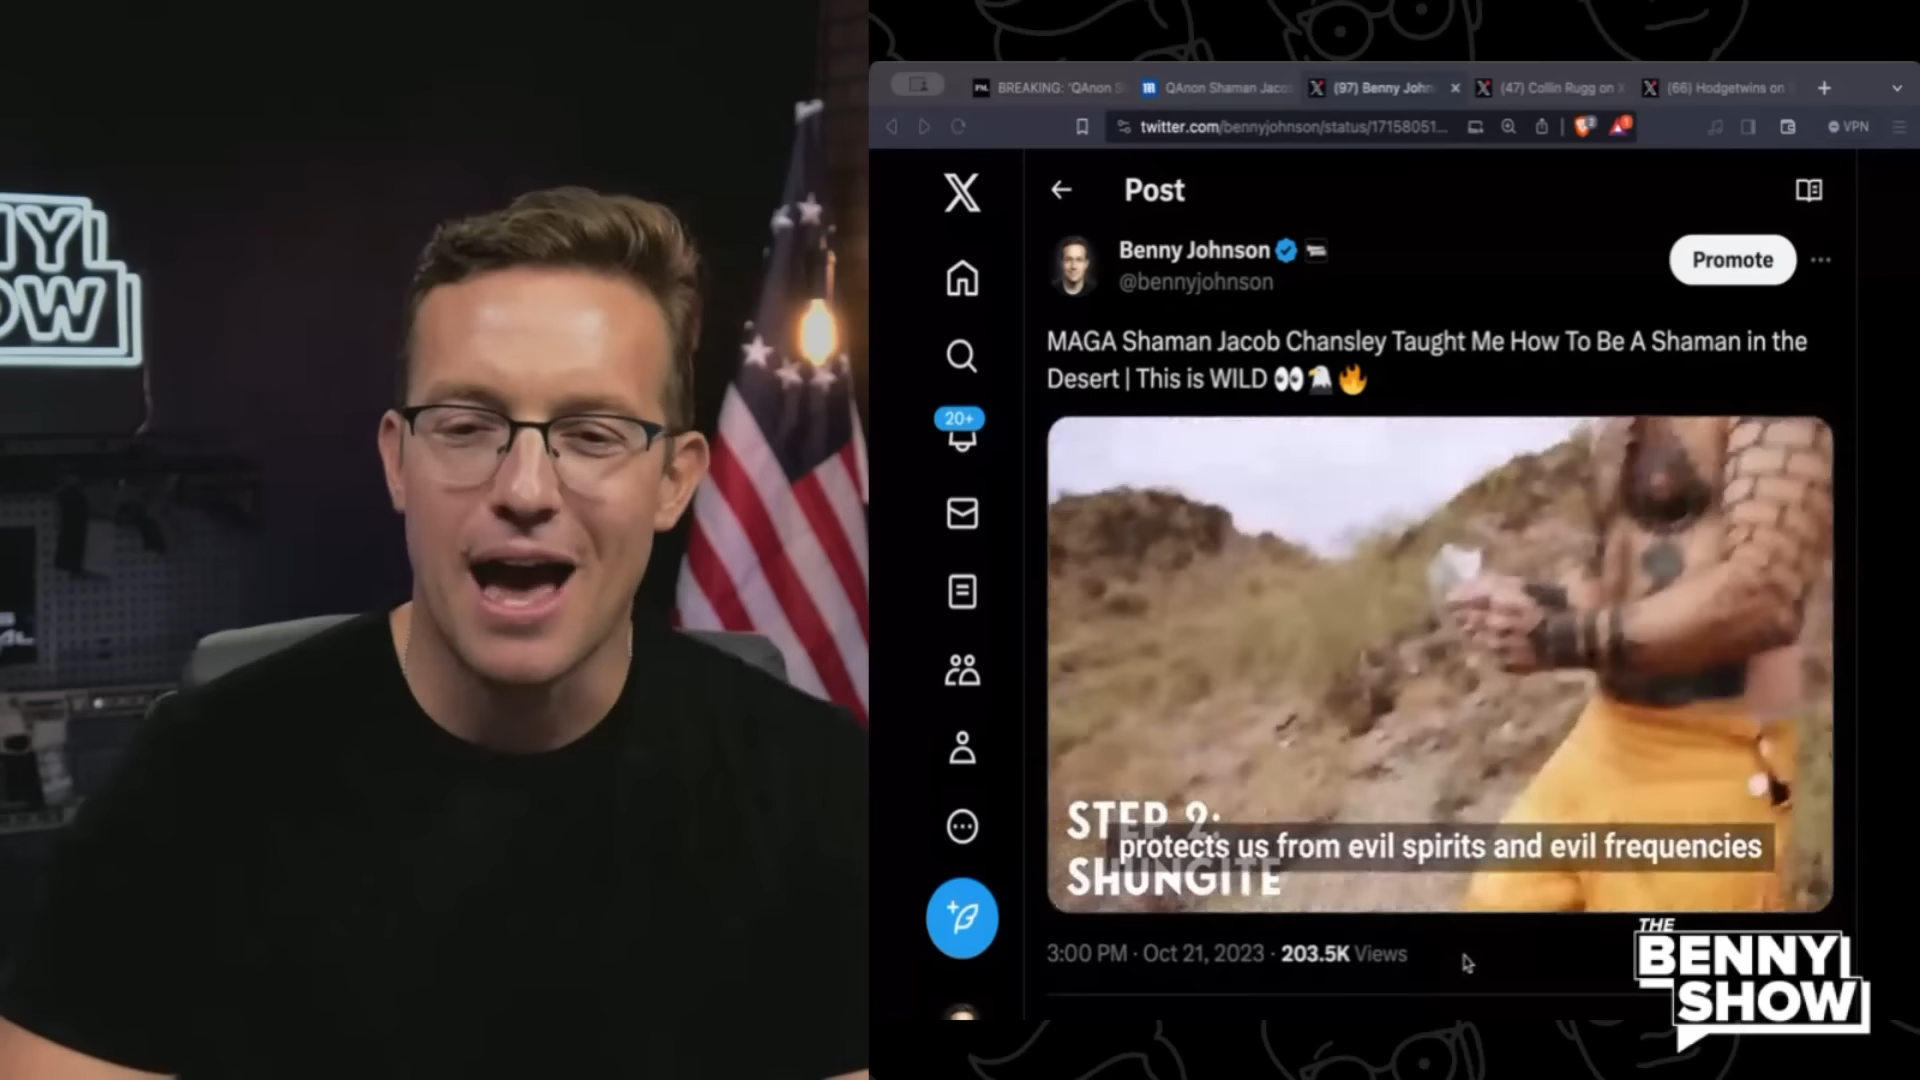 NY
OW
BREAKING: "QAnon S
QAnon Shaman Jaco
(97) Benny John
(47) Collin Rugg on X
(66) Hodgetwins on
twitter.com/bennyjohnson/status/17158051...
VPN
Post
Benny Johnson
@bennyjohnson
Promote
MAGA Shaman Jacob Chansley Taught Me How To Be A Shaman in the
Desert | This is WILD 👀🦅🔥
20+
STEP 2:
protects us from evil spirits and evil frequencies
SHUNGITE
3:00 PM · Oct 21, 2023 · 203.5K Views
THE
BENNY
SHOW